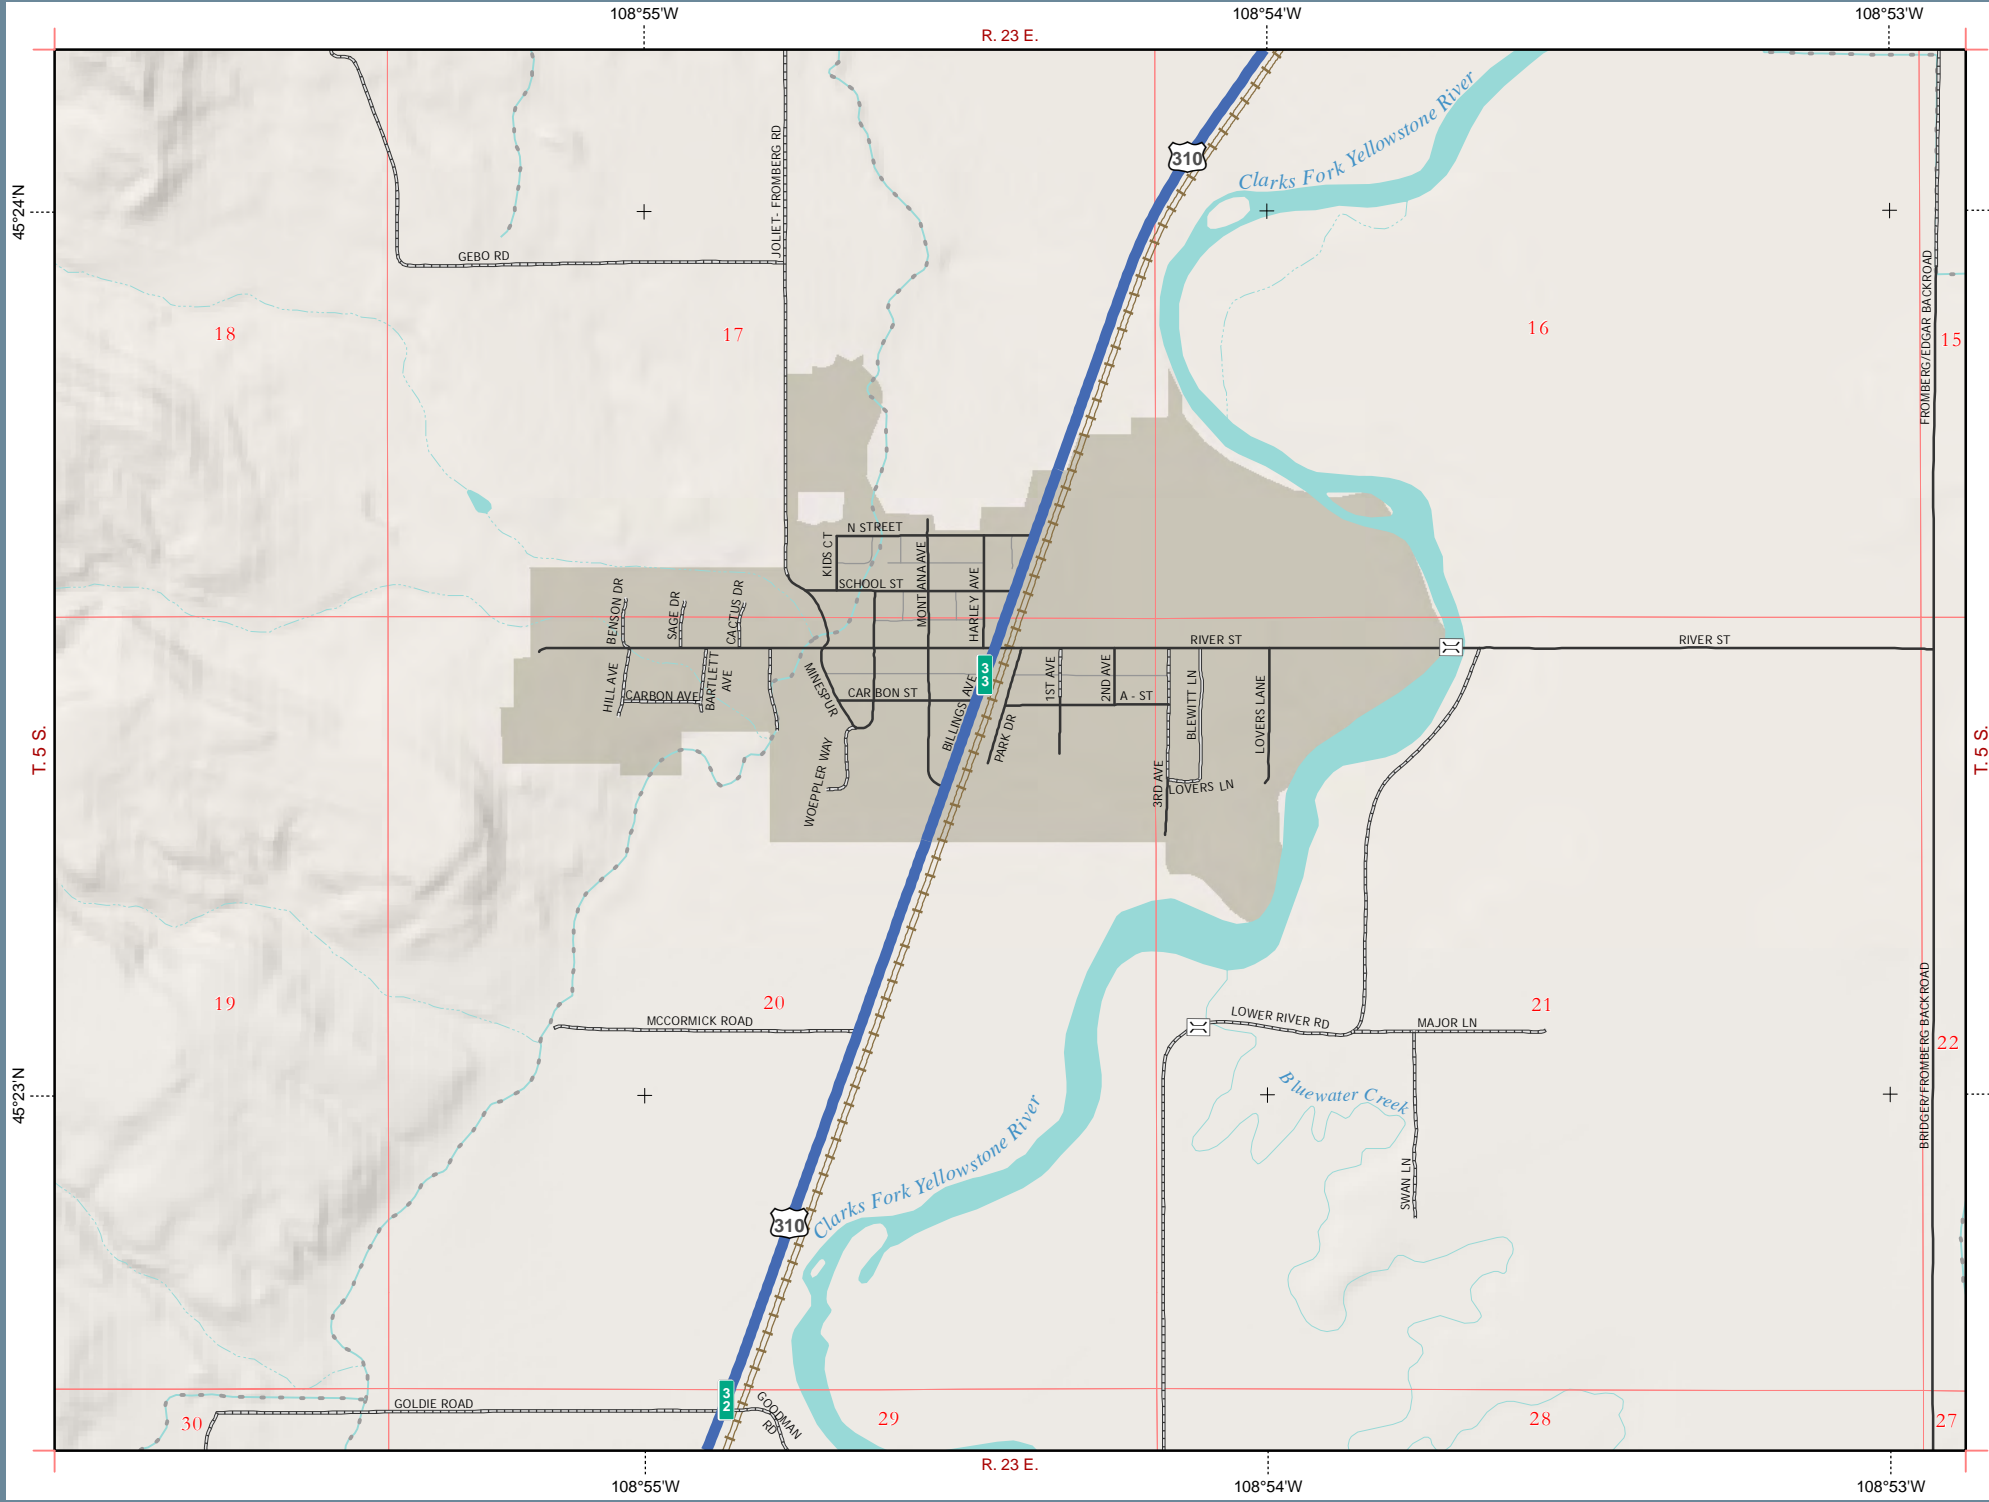 108°55'W
108°54'W
108°53'W
R. 23 E.
45°24'N
JOLIET- FROMBERG RD
310
Clarks Fork Yellowstone River
GEBO RD
FROMBERG/EDGAR BACKROAD
18
17
16
15
N STREET
KIDS CT
MONTANA AVE
HARLEY AVE
SCHOOL ST
BENSON DR
SAGE DR
CACTUS DR
RIVER ST
RIVER ST
33
HILL AVE
CARBON AVE
BARTLETT
AVE
MINESPUR
CARBON ST
BILLINGS AVE
PARK DR
1ST AVE
2ND AVE
A - ST
BLEWITT LN
LOVERS LANE
3RD AVE
LOVERS LN
WOEPPLER WAY
T. 5 S.
T. 5 S.
19
20
21
22
MCCORMICK ROAD
LOWER RIVER RD
MAJOR LN
BRIDGER/FROMBERG BACKROAD
45°23'N
Bluewater Creek
SWAN LN
Clarks Fork Yellowstone River
310
32
GOLDIE ROAD
GOODMAN
RD
30
29
28
27
R. 23 E.
108°55'W
108°54'W
108°53'W